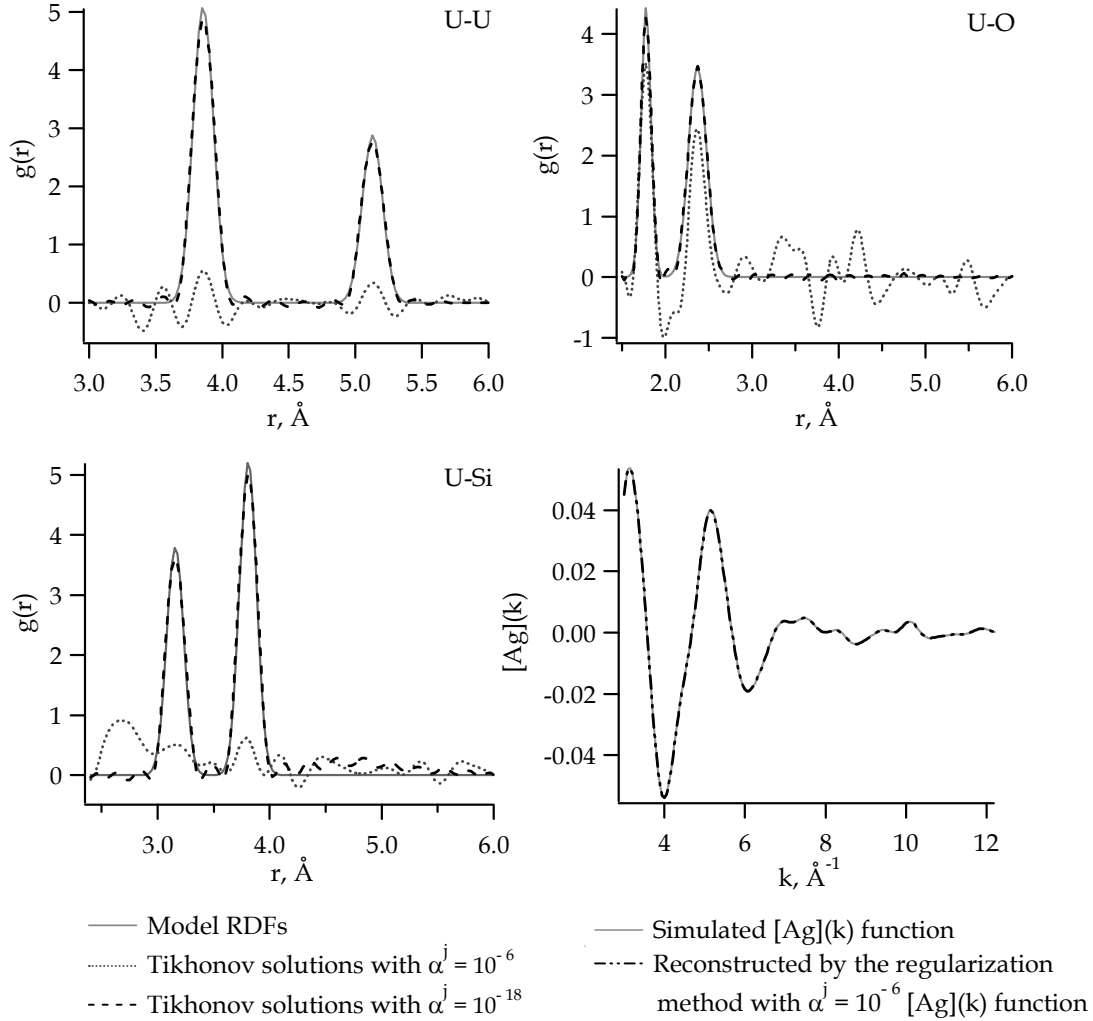 U-U
5
4
3
2
1
0
g(r)
3.0 3.5 4.0 4.5 5.0 5.5 6.0
r, Å
U-O
4
3
2
1
0
-1
g(r)
2.0 3.0 4.0 5.0 6.0
r, Å
U-Si
5
4
3
2
1
0
g(r)
3.0 4.0 5.0 6.0
r, Å
0.04
0.02
0.00
-0.02
-0.04
[Ag](k)
4 6 8 10 12
k, Å⁻¹
Model RDFs
Tikhonov solutions with αʲ = 10⁻⁶
Tikhonov solutions with αʲ = 10⁻¹⁸
Simulated [Ag](k) function
Reconstructed by the regularization
method with αʲ = 10⁻⁶ [Ag](k) function